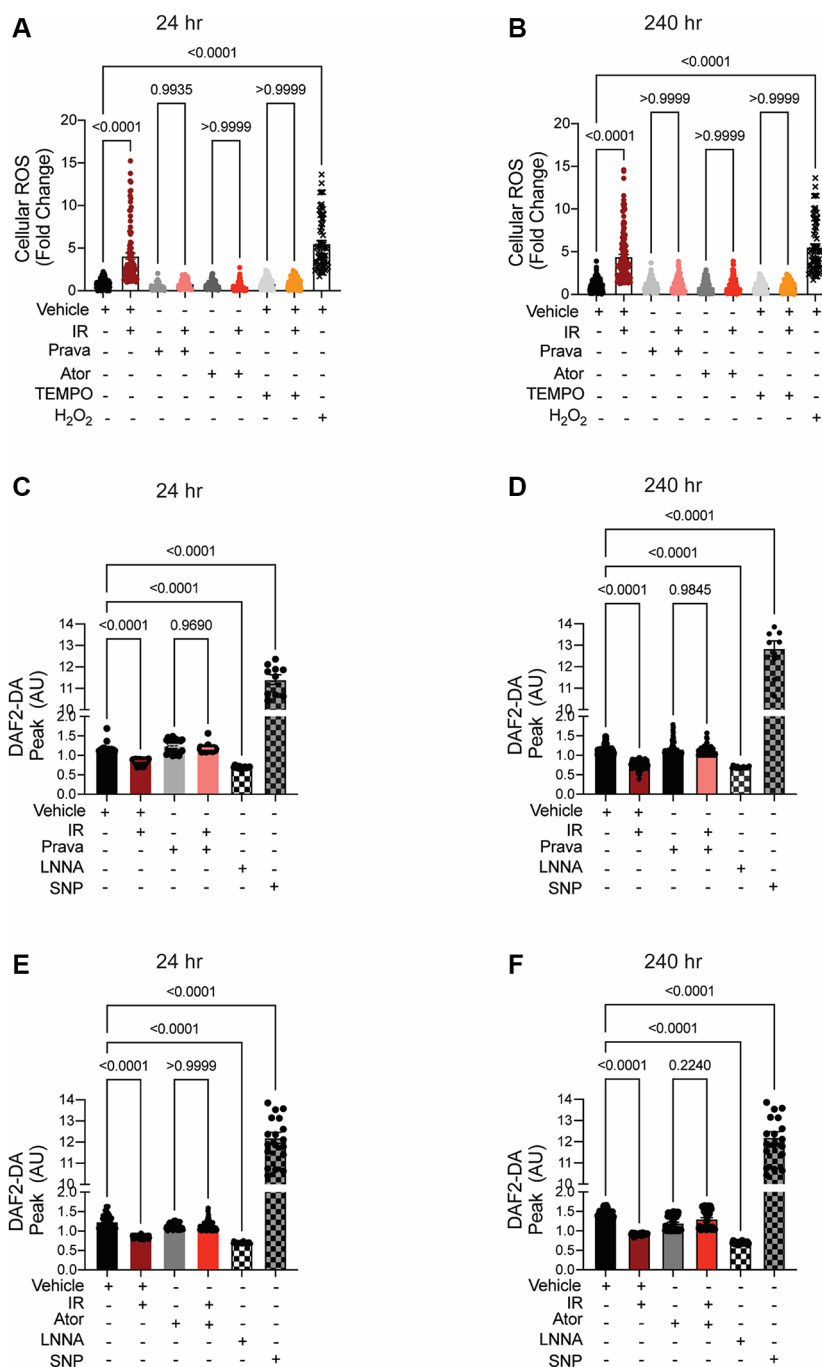 A
24 hr
<0.0001
0.9935
>0.9999
<0.0001
>0.9999
Cellular ROS
(Fold Change)
20
15
10
5
0
Vehicle + + - - - - + + +
IR - + - + - + - + -
Prava - - + + - - - - -
Ator - - - - + + - - -
TEMPO - - - - - - + + -
H₂O₂ - - - - - - - - +
B
240 hr
<0.0001
>0.9999
>0.9999
<0.0001
>0.9999
Cellular ROS
(Fold Change)
20
15
10
5
0
Vehicle + + - - - - + + +
IR - + - + - + - + -
Prava - - + + - - - - -
Ator - - - - + + - - -
TEMPO - - - - - - + + -
H₂O₂ - - - - - - - - +
C
24 hr
<0.0001
<0.0001
<0.0001
0.9690
DAF2-DA
Peak (AU)
14
13
12
11
10
2.0
1.5
1.0
0.5
0.0
Vehicle + + - - - -
IR - + - + - -
Prava - - + + - -
LNNA - - - - + -
SNP - - - - - +
D
240 hr
<0.0001
<0.0001
<0.0001
0.9845
DAF2-DA
Peak (AU)
14
13
12
11
10
2.0
1.5
1.0
0.5
0.0
Vehicle + + - - - -
IR - + - + - -
Prava - - + + - -
LNNA - - - - + -
SNP - - - - - +
E
24 hr
<0.0001
<0.0001
<0.0001
>0.9999
DAF2-DA
Peak (AU)
14
13
12
11
10
2.0
1.5
1.0
0.5
0.0
Vehicle + + - - - -
IR - + - + - -
Ator - - + + - -
LNNA - - - - + -
SNP - - - - - +
F
240 hr
<0.0001
<0.0001
<0.0001
0.2240
DAF2-DA
Peak (AU)
14
13
12
11
10
2.0
1.5
1.0
0.5
0.0
Vehicle + + - - - -
IR - + - + - -
Ator - - + + - -
LNNA - - - - + -
SNP - - - - - +